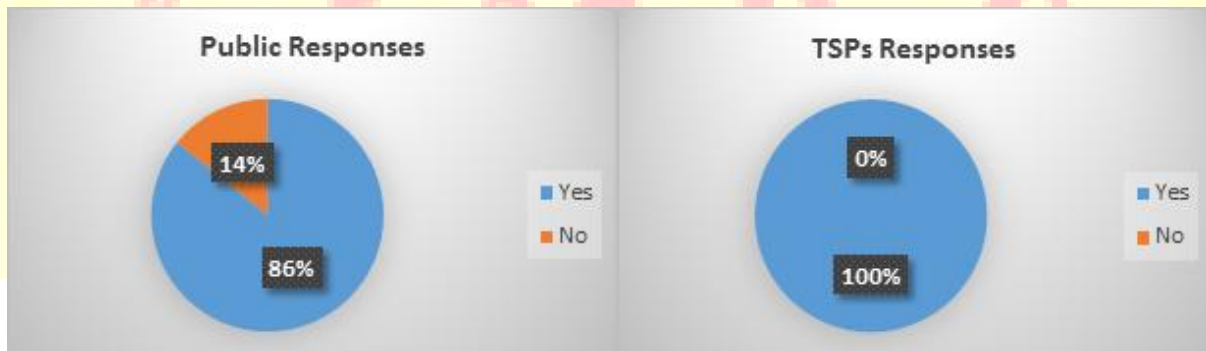 Public Responses
14%
86%
Yes
No
TSPs Responses
0%
100%
Yes
No